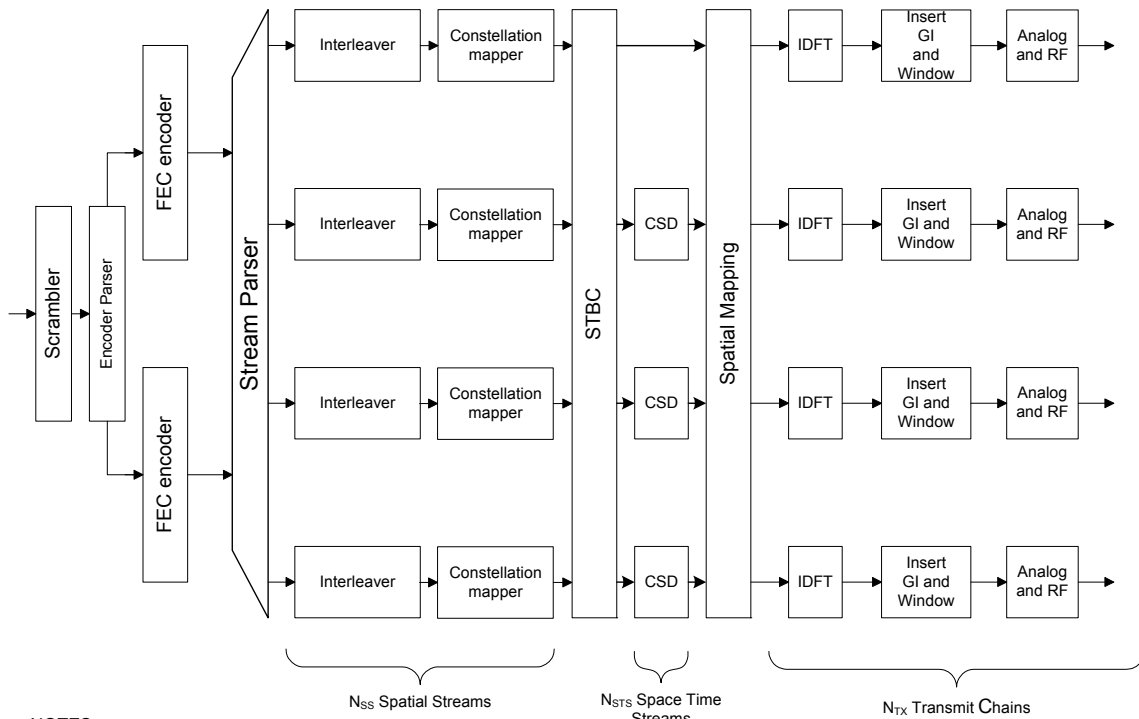 Scrambler
Encoder Parser
FEC encoder
FEC encoder
Stream Parser
Interleaver
Constellation
mapper
Interleaver
Constellation
mapper
Interleaver
Constellation
mapper
Interleaver
Constellation
mapper
STBC
CSD
CSD
CSD
Spatial Mapping
IDFT
Insert
GI
and
Window
Analog
and RF
IDFT
Insert
GI and
Window
Analog
and RF
IDFT
Insert
GI and
Window
Analog
and RF
IDFT
Insert
GI and
Window
Analog
and RF
NSS Spatial Streams
NSTS Space Time
Streams
NTX Transmit Chains